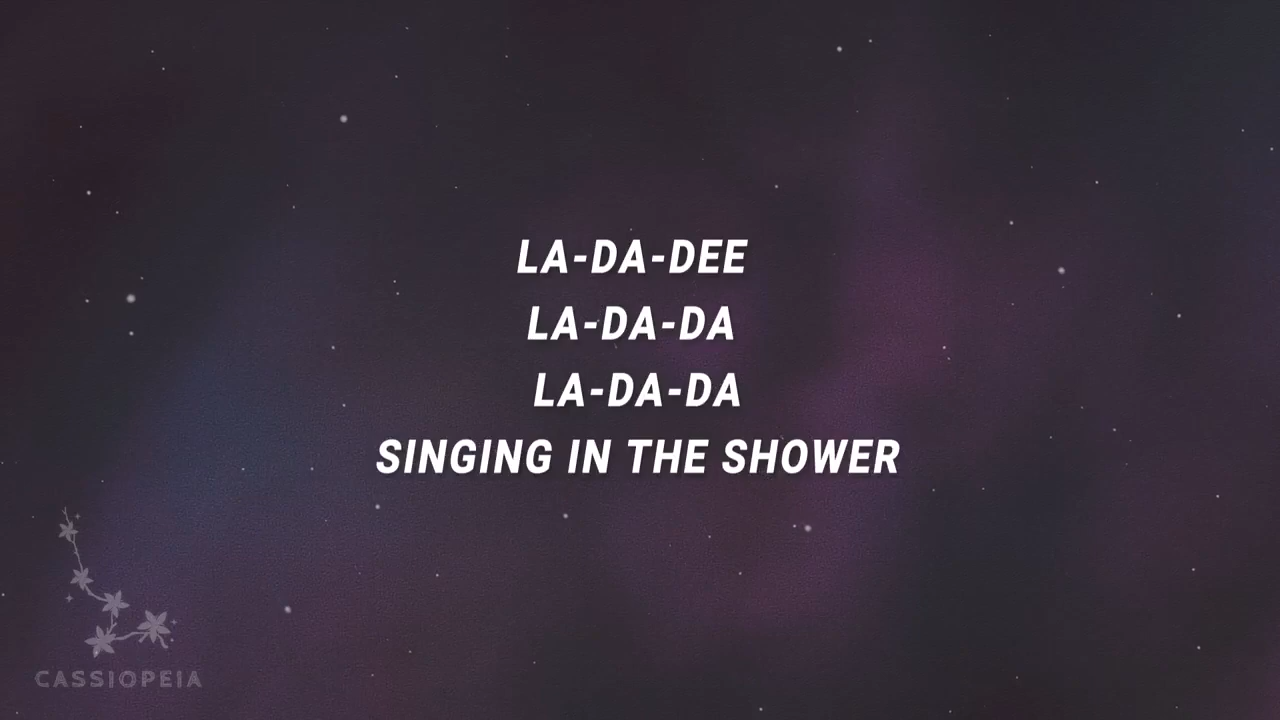 LA-DA-DEE
LA-DA-DA
LA-DA-DA
SINGING IN THE SHOWER
CASSIOPEIA